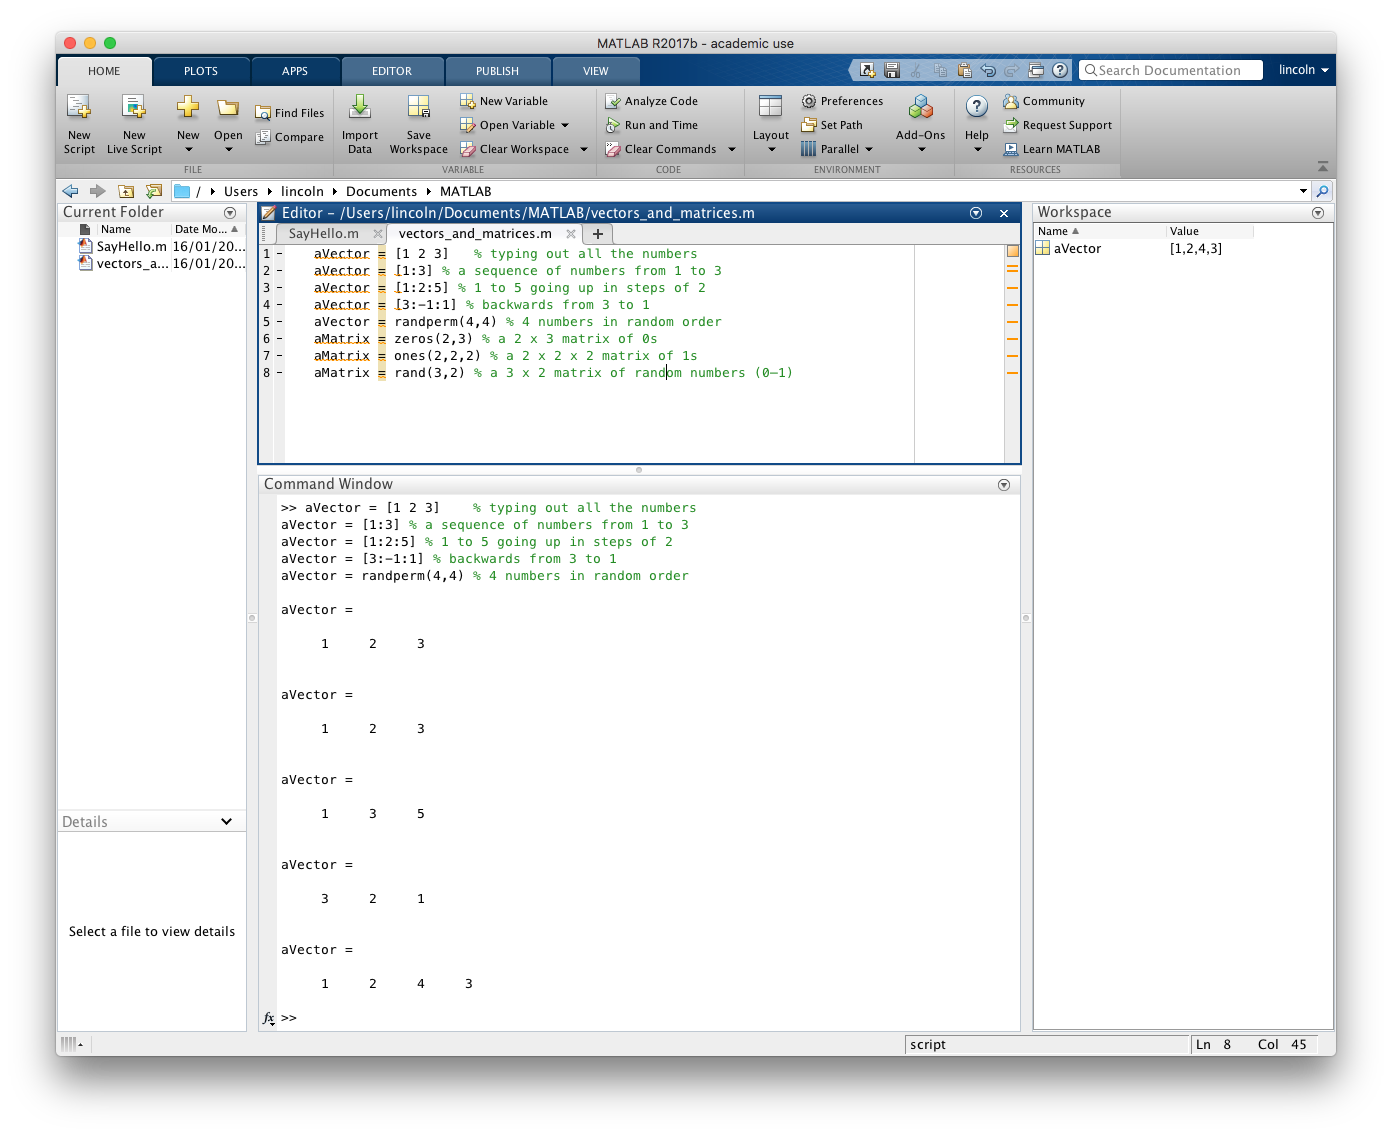 MATLAB R2017b - academic use
HOME PLOTS APPS EDITOR PUBLISH VIEW
Search Documentation
lincoln
New Script
New Live Script
New
Open
Find Files
Compare
FILE
Import Data
Save Workspace
New Variable
Open Variable
Clear Workspace
VARIABLE
Analyze Code
Run and Time
Clear Commands
CODE
Layout
Preferences
Set Path
Parallel
Add-Ons
ENVIRONMENT
Help
Community
Request Support
Learn MATLAB
RESOURCES
/ Users lincoln Documents MATLAB
Current Folder
Name Date Mo...
SayHello.m 16/01/20...
vectors_a... 16/01/20...
Details
Select a file to view details
Editor - /Users/lincoln/Documents/MATLAB/vectors_and_matrices.m
SayHello.m vectors_and_matrices.m +
1 - aVector = [1 2 3] % typing out all the numbers
2 - aVector = [1:3] % a sequence of numbers from 1 to 3
3 - aVector = [1:2:5] % 1 to 5 going up in steps of 2
4 - aVector = [3:-1:1] % backwards from 3 to 1
5 - aVector = randperm(4,4) % 4 numbers in random order
6 - aMatrix = zeros(2,3) % a 2 x 3 matrix of 0s
7 - aMatrix = ones(2,2,2) % a 2 x 2 x 2 matrix of 1s
8 - aMatrix = rand(3,2) % a 3 x 2 matrix of random numbers (0-1)
Command Window
>> aVector = [1 2 3] % typing out all the numbers
aVector = [1:3] % a sequence of numbers from 1 to 3
aVector = [1:2:5] % 1 to 5 going up in steps of 2
aVector = [3:-1:1] % backwards from 3 to 1
aVector = randperm(4,4) % 4 numbers in random order
aVector =
1 2 3
aVector =
1 2 3
aVector =
1 3 5
aVector =
3 2 1
aVector =
1 2 4 3
fx >>
Workspace
Name Value
aVector [1,2,4,3]
script
Ln 8 Col 45